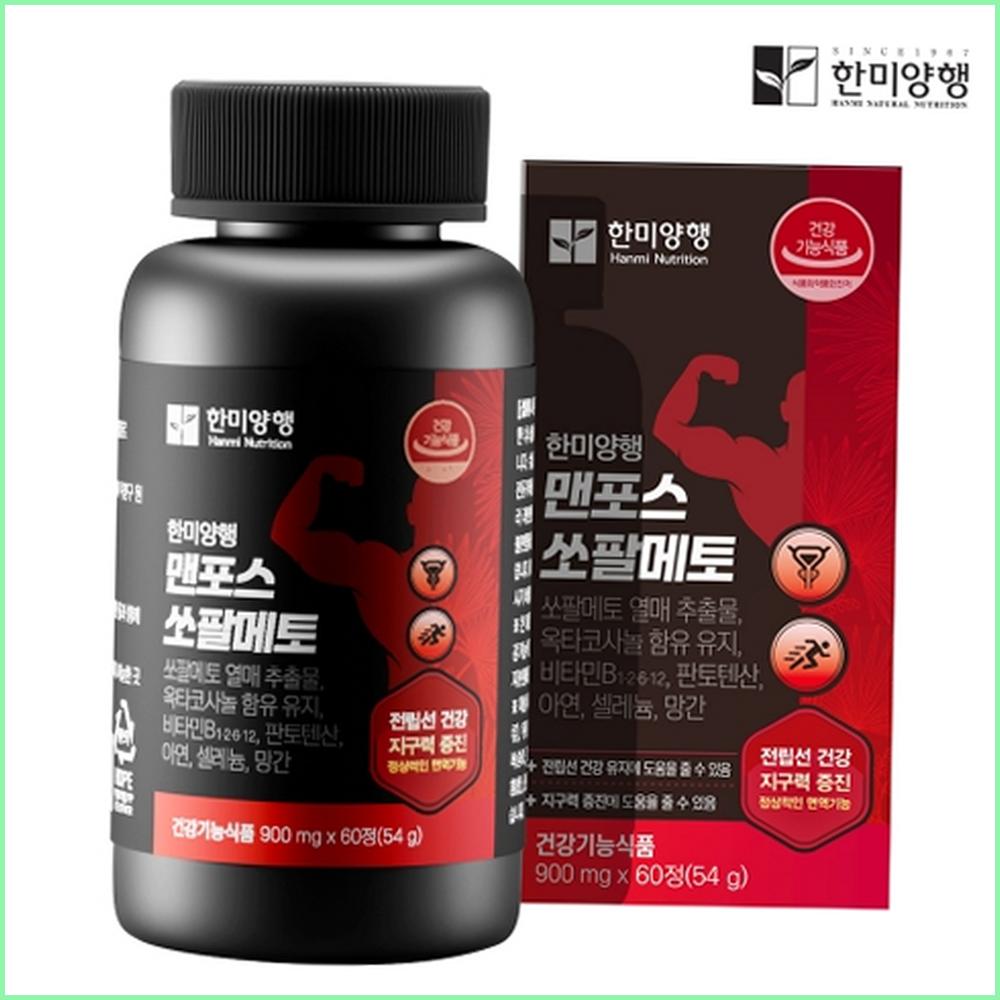 SINCE1967
한미양행
HANMI NATURAL NUTRITION
한미양행
Hanmi Nutrition
건강
기능식품
한미양행
맨포스
쏘팔메토
쏘팔메토 열매 추출물,
옥타코사놀 함유 유지,
비타민B1·2·6·12, 판토텐산,
아연, 셀레늄, 망간
전립선 건강
지구력 증진
정상적인 면역기능
건강기능식품 900 mg x 60정(54 g)
한미양행
Hanmi Nutrition
건강
기능식품
식품의약품안전처
한미양행
맨포스
쏘팔메토
쏘팔메토 열매 추출물,
옥타코사놀 함유 유지,
비타민B1·2·6·12, 판토텐산,
아연, 셀레늄, 망간
+ 전립선 건강 유지에 도움을 줄 수 있음
+ 지구력 증진에 도움을 줄 수 있음
전립선 건강
지구력 증진
정상적인 면역기능
건강기능식품
900 mg x 60정(54 g)